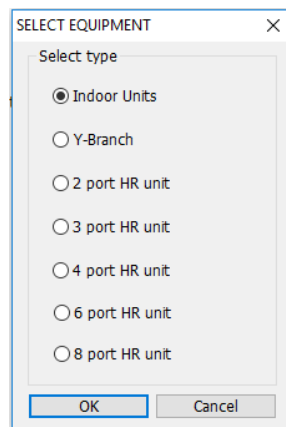 SELECT EQUIPMENT
Select type
Indoor Units
Y-Branch
2 port HR unit
3 port HR unit
4 port HR unit
6 port HR unit
8 port HR unit
OK Cancel